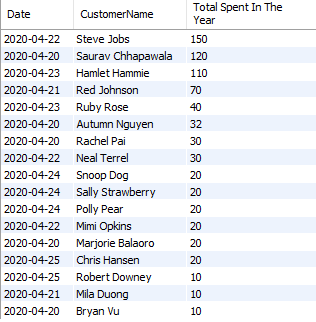 Date CustomerName Total Spent In The Year
2020-04-22 Steve Jobs 150
2020-04-20 Saurav Chhapawala 120
2020-04-23 Hamlet Hammie 110
2020-04-21 Red Johnson 70
2020-04-23 Ruby Rose 40
2020-04-20 Autumn Nguyen 32
2020-04-20 Rachel Pai 30
2020-04-22 Neal Terrel 30
2020-04-24 Snoop Dog 20
2020-04-24 Sally Strawberry 20
2020-04-24 Polly Pear 20
2020-04-22 Mimi Opkins 20
2020-04-20 Marjorie Balaoro 20
2020-04-25 Chris Hansen 20
2020-04-25 Robert Downey 10
2020-04-21 Mila Duong 10
2020-04-20 Bryan Vu 10